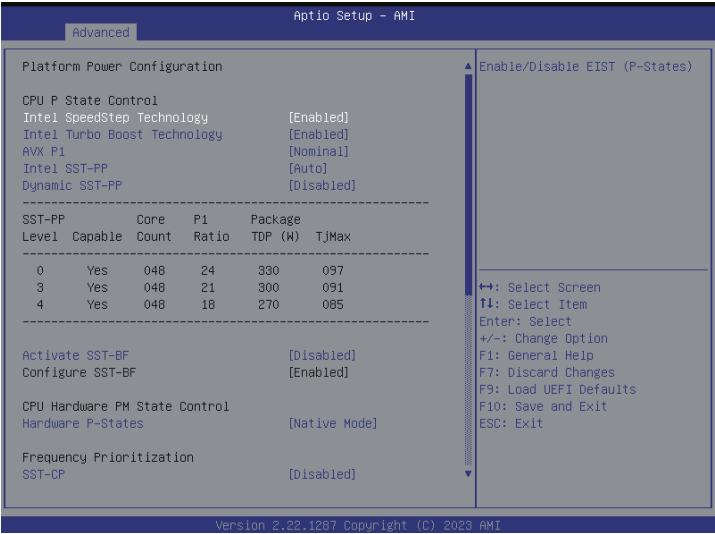 Aptio Setup – AMI
Advanced
Platform Power Configuration
CPU P State Control
Intel SpeedStep Technology [Enabled]
Intel Turbo Boost Technology [Enabled]
AVX P1 [Nominal]
Intel SST-PP [Auto]
Dynamic SST-PP [Disabled]
SST-PP Core P1 Package
Level Capable Count Ratio TDP (W) TjMax
0 Yes 048 24 330 097
3 Yes 048 21 300 091
4 Yes 048 18 270 085
Activate SST-BF [Disabled]
Configure SST-BF [Enabled]
CPU Hardware PM State Control
Hardware P-States [Native Mode]
Frequency Prioritization
SST-CP [Disabled]
Enable/Disable EIST (P-States)
↔: Select Screen
↑↓: Select Item
Enter: Select
+/-: Change Option
F1: General Help
F7: Discard Changes
F9: Load UEFI Defaults
F10: Save and Exit
ESC: Exit
Version 2.22.1287 Copyright (C) 2023 AMI